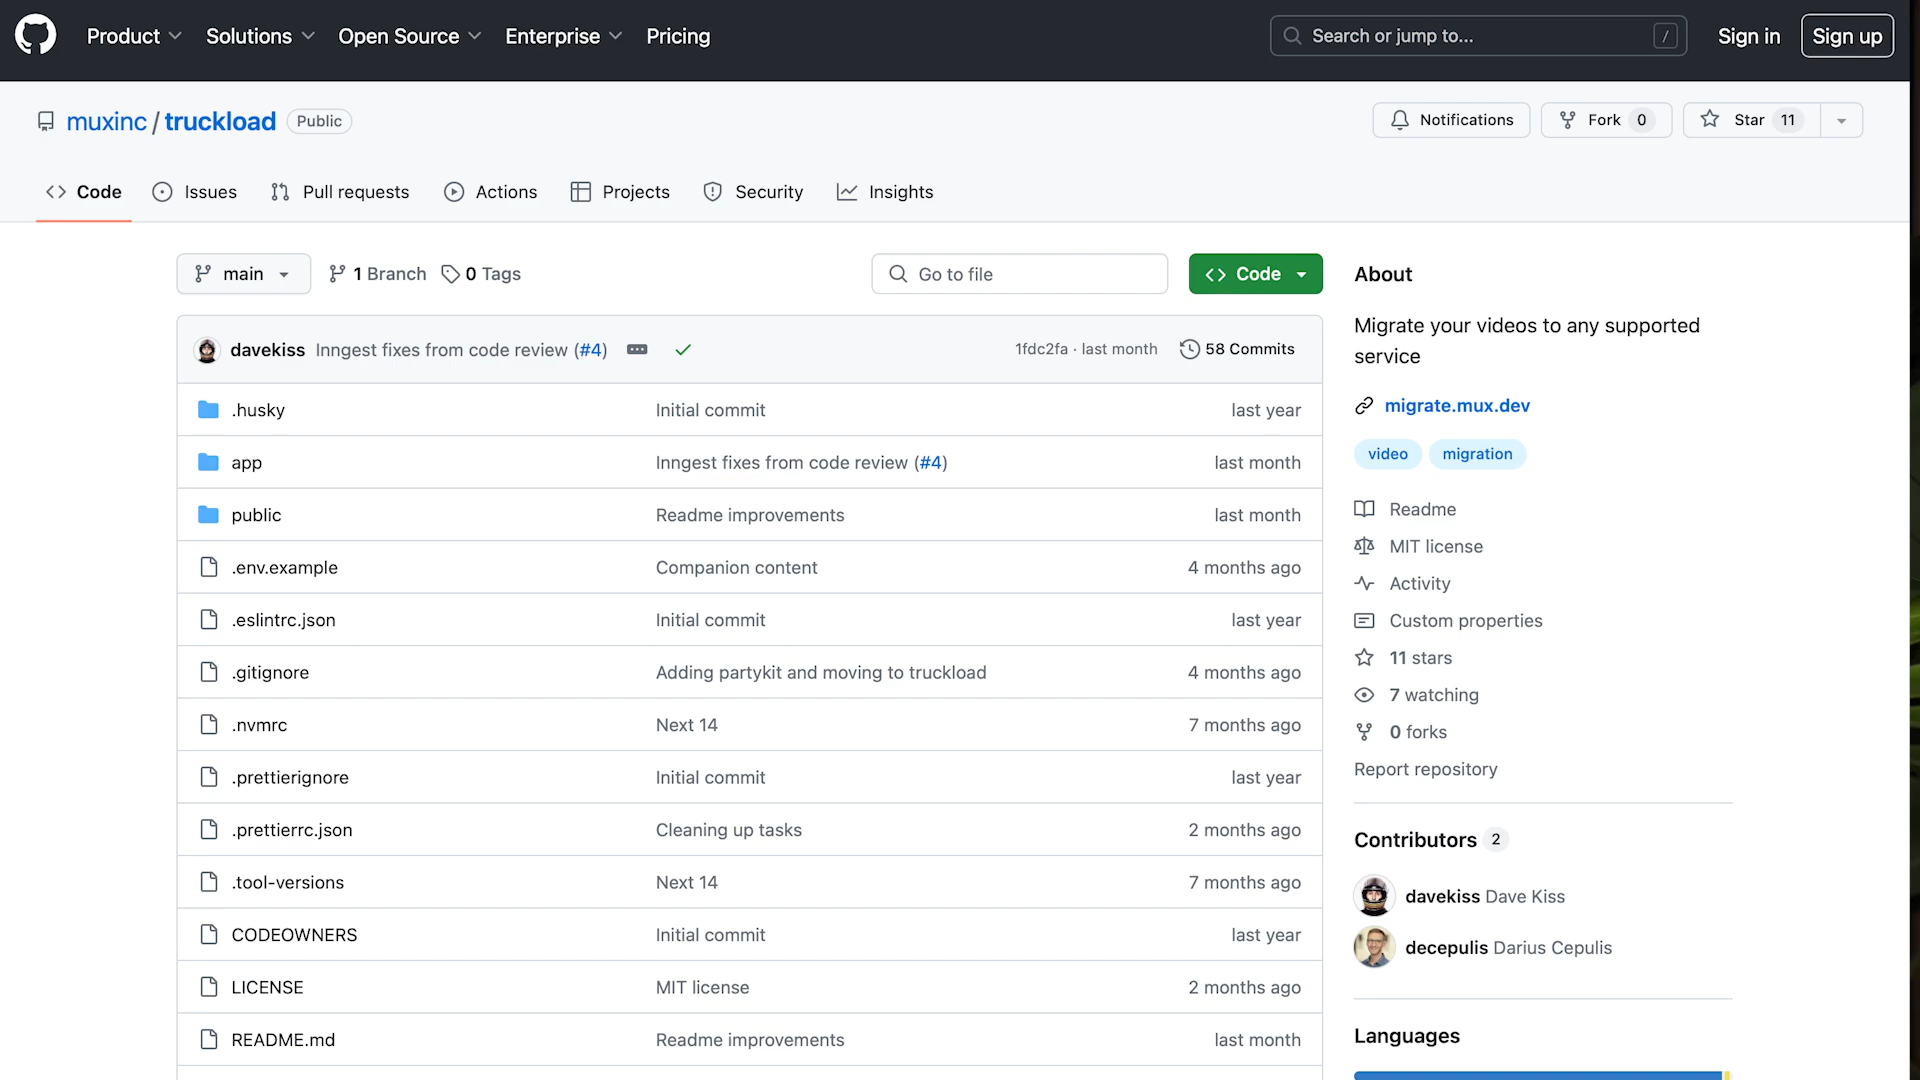 Product Solutions Open Source Enterprise Pricing Search or jump to... / Sign in Sign up
muxinc / truckload Public Notifications Fork 0 Star 11
Code Issues Pull requests Actions Projects Security Insights
main 1 Branch 0 Tags Go to file Code
davekiss Inngest fixes from code review (#4) 1fdc2fa · last month 58 Commits
.husky Initial commit last year
app Inngest fixes from code review (#4) last month
public Readme improvements last month
.env.example Companion content 4 months ago
.eslintrc.json Initial commit last year
.gitignore Adding partykit and moving to truckload 4 months ago
.nvmrc Next 14 7 months ago
.prettierignore Initial commit last year
.prettierrc.json Cleaning up tasks 2 months ago
.tool-versions Next 14 7 months ago
CODEOWNERS Initial commit last year
LICENSE MIT license 2 months ago
README.md Readme improvements last month
About
Migrate your videos to any supported
service
migrate.mux.dev
video migration
Readme
MIT license
Activity
Custom properties
11 stars
7 watching
0 forks
Report repository
Contributors 2
davekiss Dave Kiss
decepulis Darius Cepulis
Languages